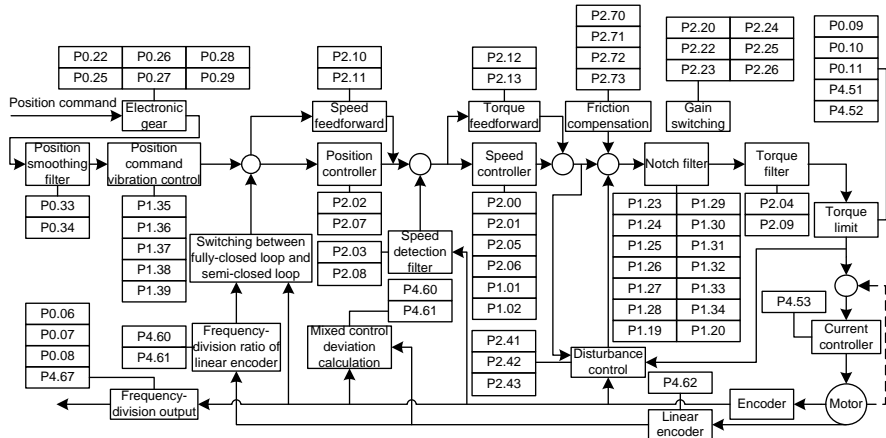 P0.22 P0.26 P0.28
P0.25 P0.27 P0.29
P2.10
P2.11
P2.12
P2.13
P2.70
P2.71
P2.72
P2.73
P2.20 P2.24
P2.22 P2.25
P2.23 P2.26
P0.09
P0.10
P0.11
P4.51
P4.52
Position command
Electronic
gear
Speed
feedforward
Torque
feedforward
Friction
compensation
Gain
switching
Position
smoothing
filter
Position
command
vibration control
Position
controller
Speed
controller
Notch filter
Torque
filter
Torque
limit
P0.33
P0.34
P1.35
P1.36
P1.37
P1.38
P1.39
Switching between
fully-closed loop and
semi-closed loop
P2.02
P2.07
P2.03
P2.08
Speed
detection
filter
P2.00
P2.01
P2.05
P2.06
P1.01
P1.02
P1.23 P1.29
P1.24 P1.30
P1.25 P1.31
P1.26 P1.32
P1.27 P1.33
P1.28 P1.34
P1.19 P1.20
P2.04
P2.09
P0.06
P0.07
P0.08
P4.67
P4.60
P4.61
Frequency-
division ratio of
linear encoder
P4.60
P4.61
Mixed control
deviation
calculation
P2.41
P2.42
P2.43
Disturbance
control
P4.53
Current
controller
Frequency-
division output
P4.62
Linear
encoder
Encoder
Motor